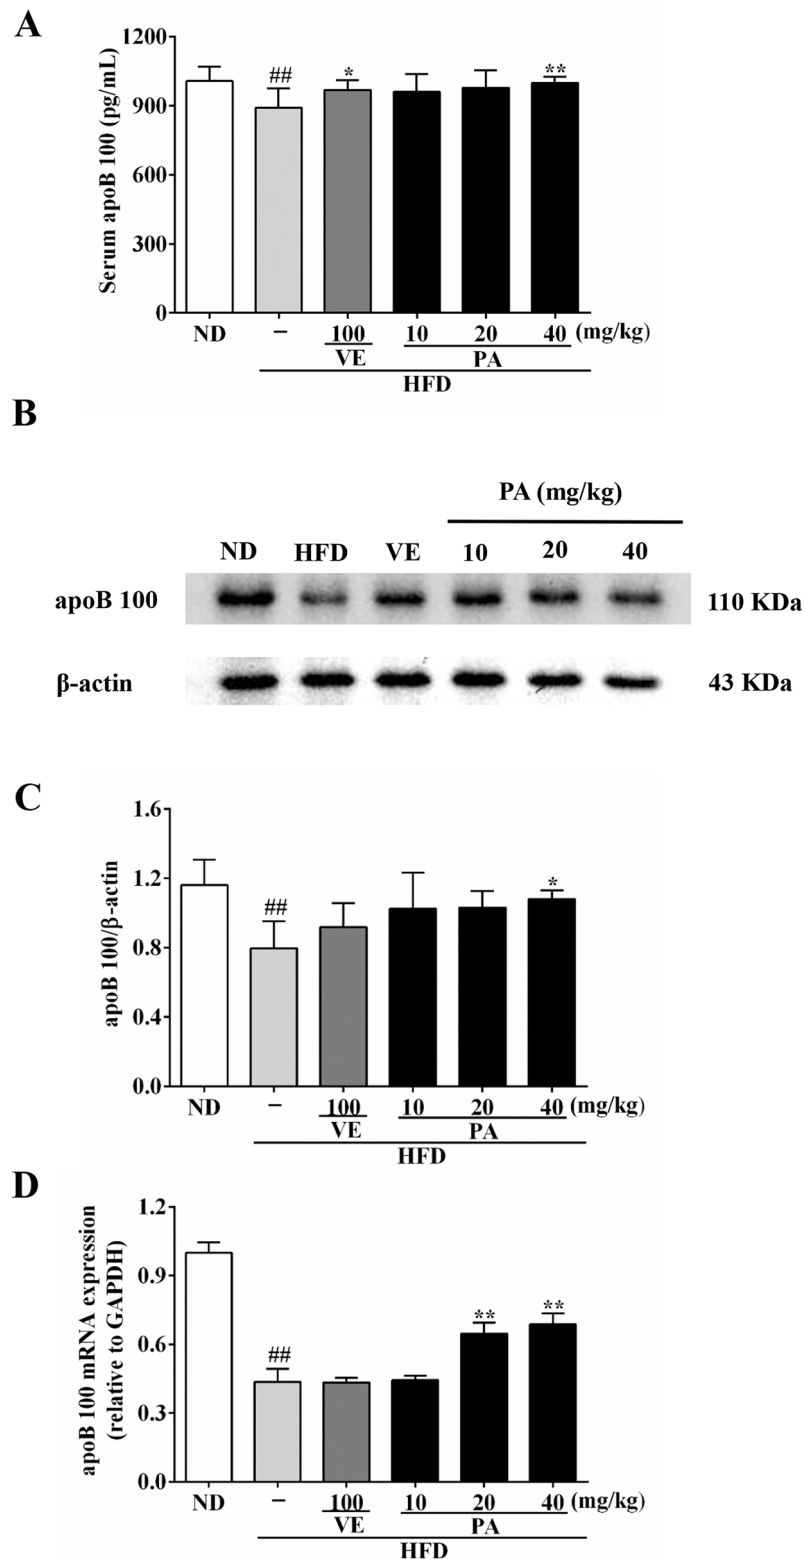 A
Serum apoB 100 (pg/mL)
1200
900
600
300
0
##
*
**
ND
–
100
10
20
40
(mg/kg)
VE
PA
HFD
B
PA (mg/kg)
ND
HFD
VE
10
20
40
apoB 100
110 KDa
β-actin
43 KDa
C
apoB 100/β-actin
1.6
1.2
0.8
0.4
0.0
##
*
ND
–
100
10
20
40
(mg/kg)
VE
PA
HFD
D
apoB 100 mRNA expression
(relative to GAPDH)
1.2
0.9
0.6
0.3
0.0
##
**
**
ND
–
100
10
20
40
(mg/kg)
VE
PA
HFD